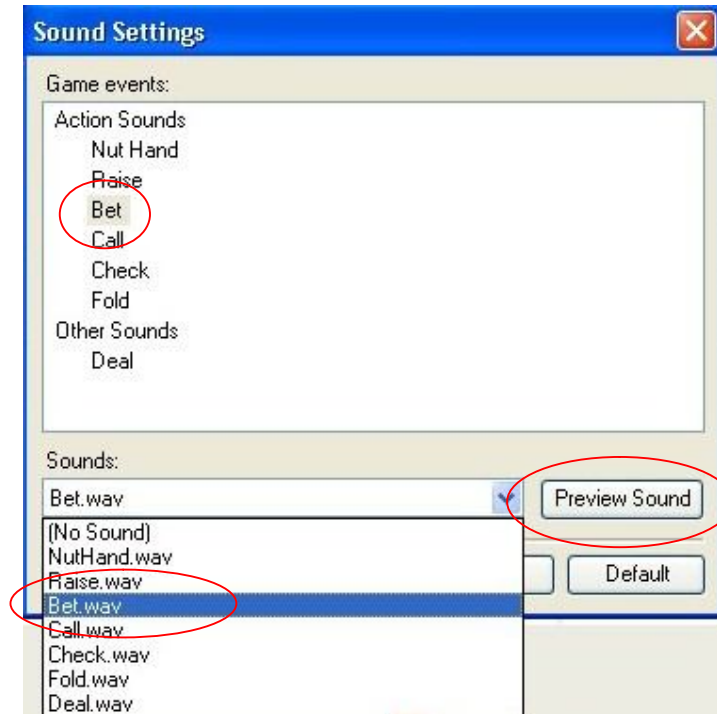 Sound Settings
Game events:
Action Sounds
Nut Hand
Raise
Bet
Call
Check
Fold
Other Sounds
Deal
Sounds:
Bet.wav
Preview Sound
(No Sound)
NutHand.wav
Raise.wav
Default
Bet.wav
Call.wav
Check.wav
Fold.wav
Deal.wav